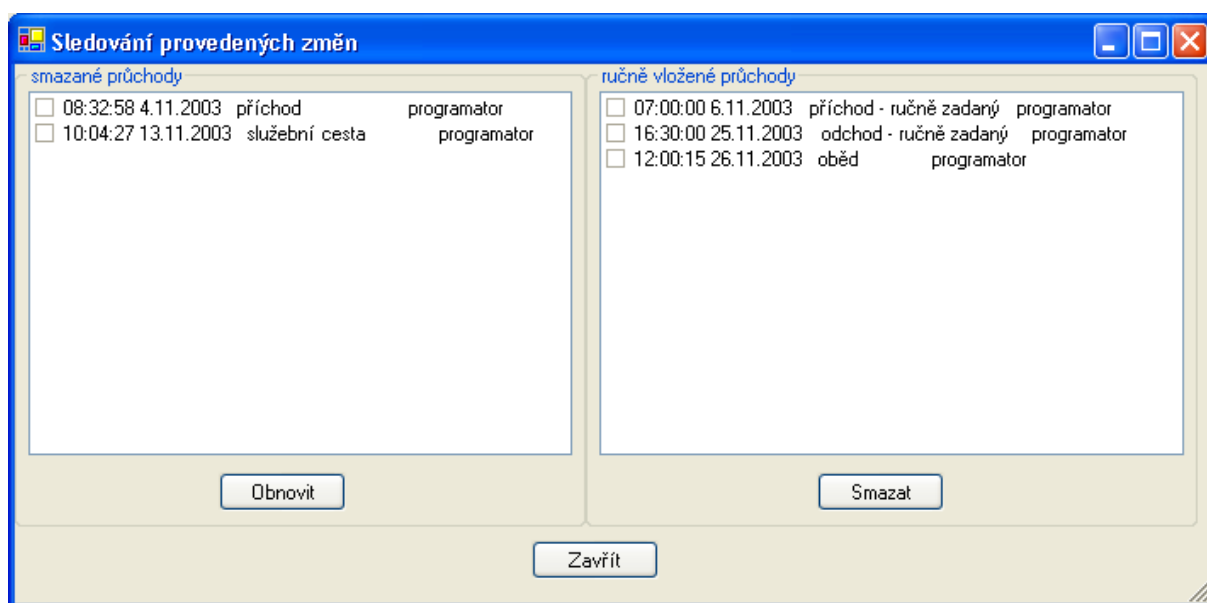 Sledování provedených změn
smazané průchody
08:32:58 4.11.2003 příchod programator
10:04:27 13.11.2003 služební cesta programator
Obnovit
ručně vložené průchody
07:00:00 6.11.2003 příchod - ručně zadaný programator
16:30:00 25.11.2003 odchod - ručně zadaný programator
12:00:15 26.11.2003 oběd programator
Smazat
Zavřít